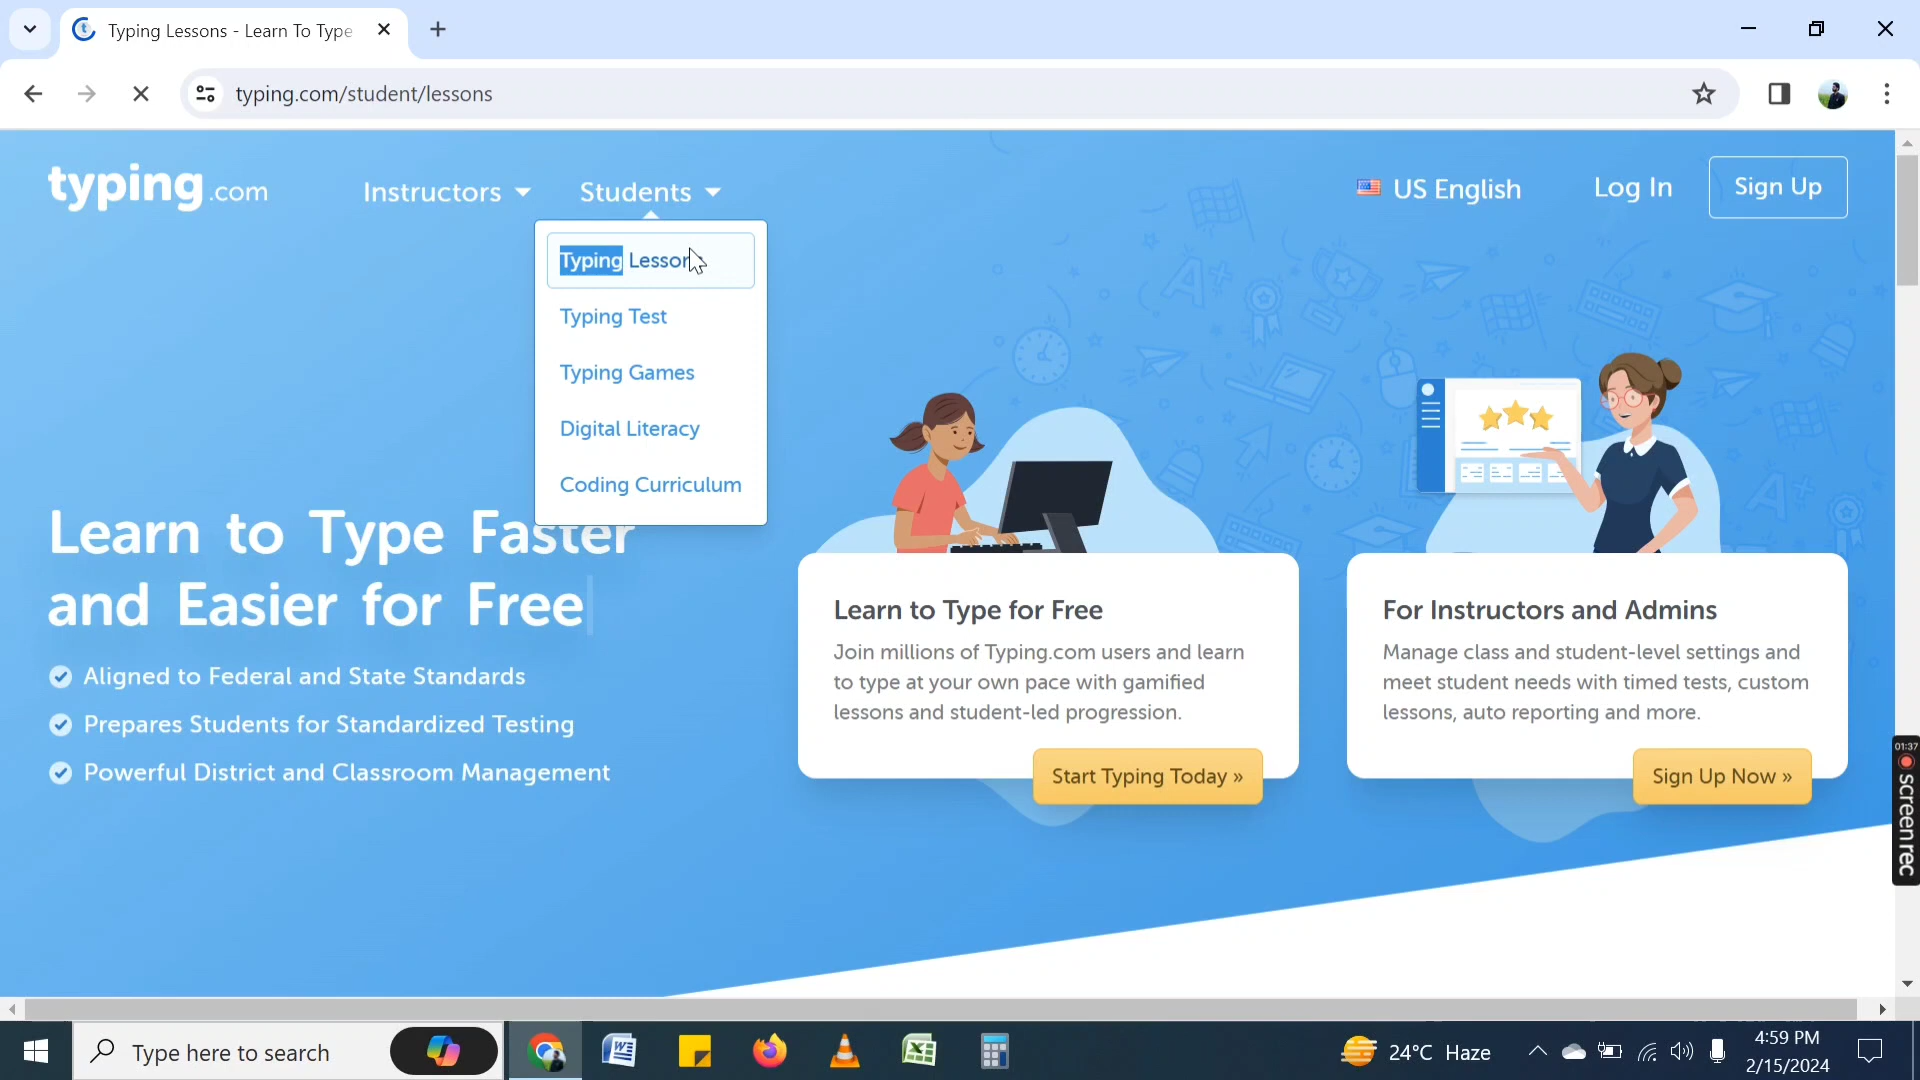 Typing Lessons - Learn To Type
typing.com/student/lessons
typing.com
Instructors
Students
US English
Log In
Sign Up
Typing Lesson
Typing Test
Typing Games
Digital Literacy
Coding Curriculum
Learn to Type Faster
and Easier for Free
Aligned to Federal and State Standards
Prepares Students for Standardized Testing
Powerful District and Classroom Management
Learn to Type for Free
Join millions of Typing.com users and learn
to type at your own pace with gamified
lessons and student-led progression.
Start Typing Today »
For Instructors and Admins
Manage class and student-level settings and
meet student needs with timed tests, custom
lessons, auto reporting and more.
Sign Up Now »
01:37
screenrec
Type here to search
24°C Haze
4:59 PM
2/15/2024